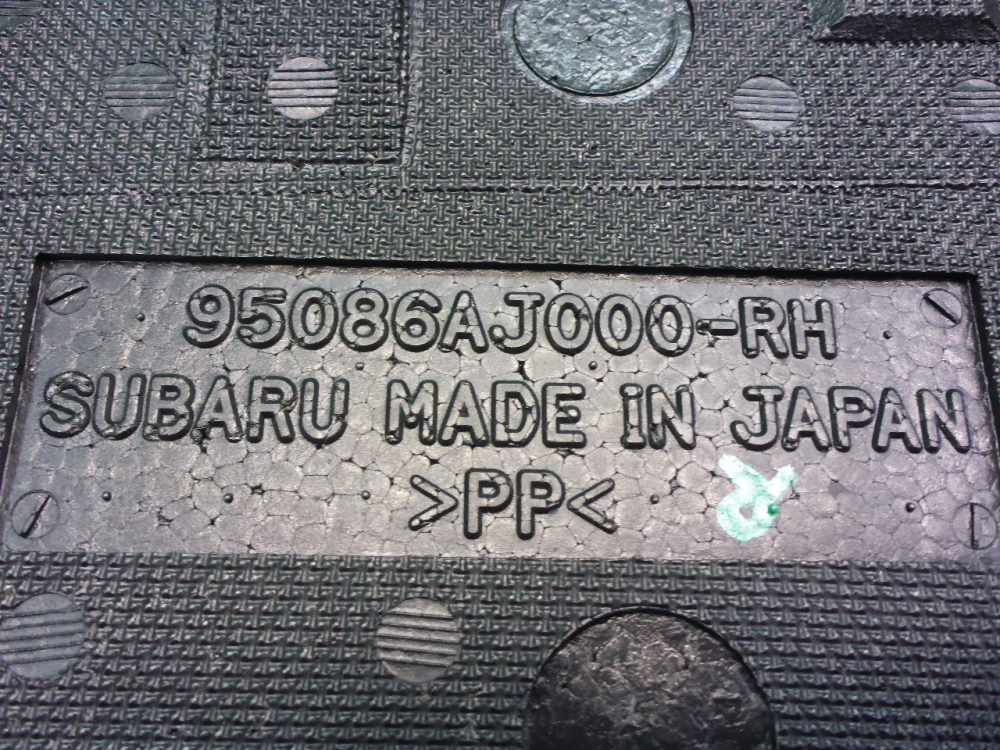 95086AJ000-RH
SUBARU MADE IN JAPAN
>PP<